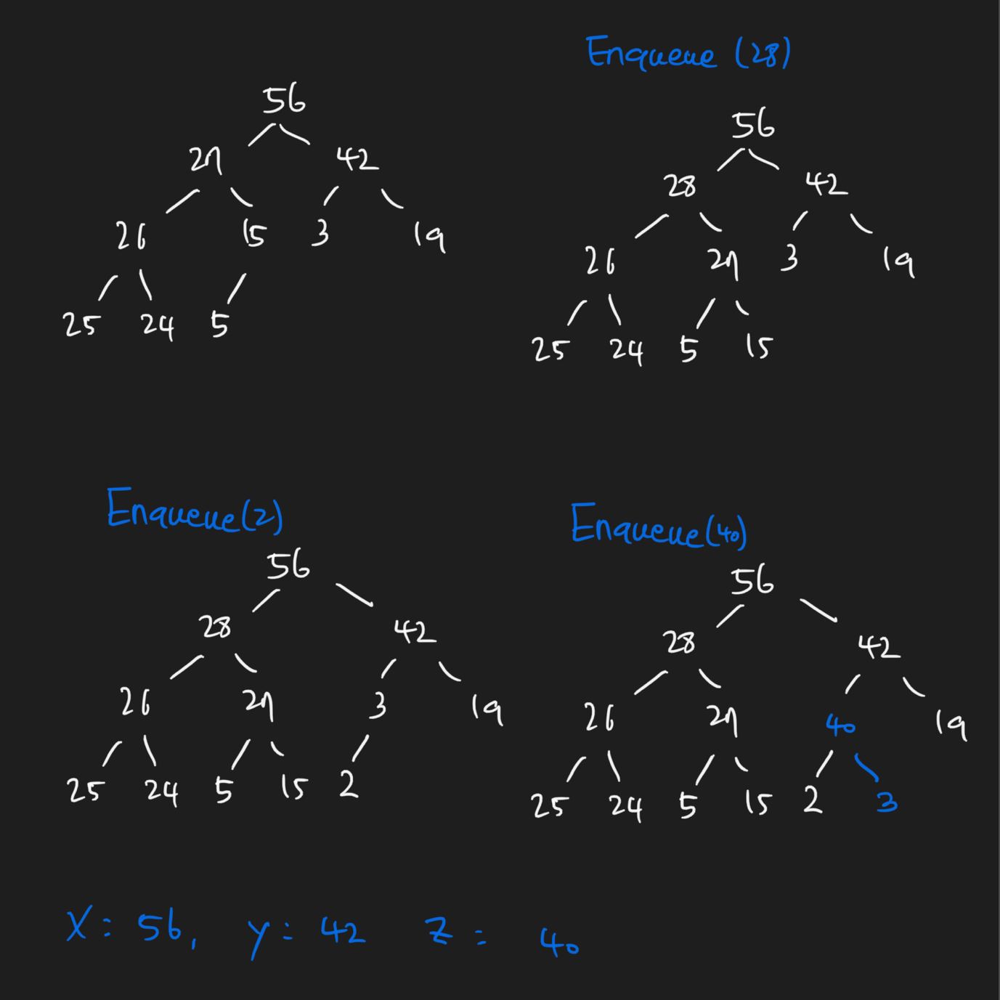 56
27 42
26 15 3 19
25 24 5
Enqueue (28)
56
28 42
26 27 3 19
25 24 5 15
Enqueue(2)
56
28 42
26 27 3 19
25 24 5 15 2
Enqueue(40)
56
28 42
26 27 40 19
25 24 5 15 2 3
X = 56, y = 42 Z = 40